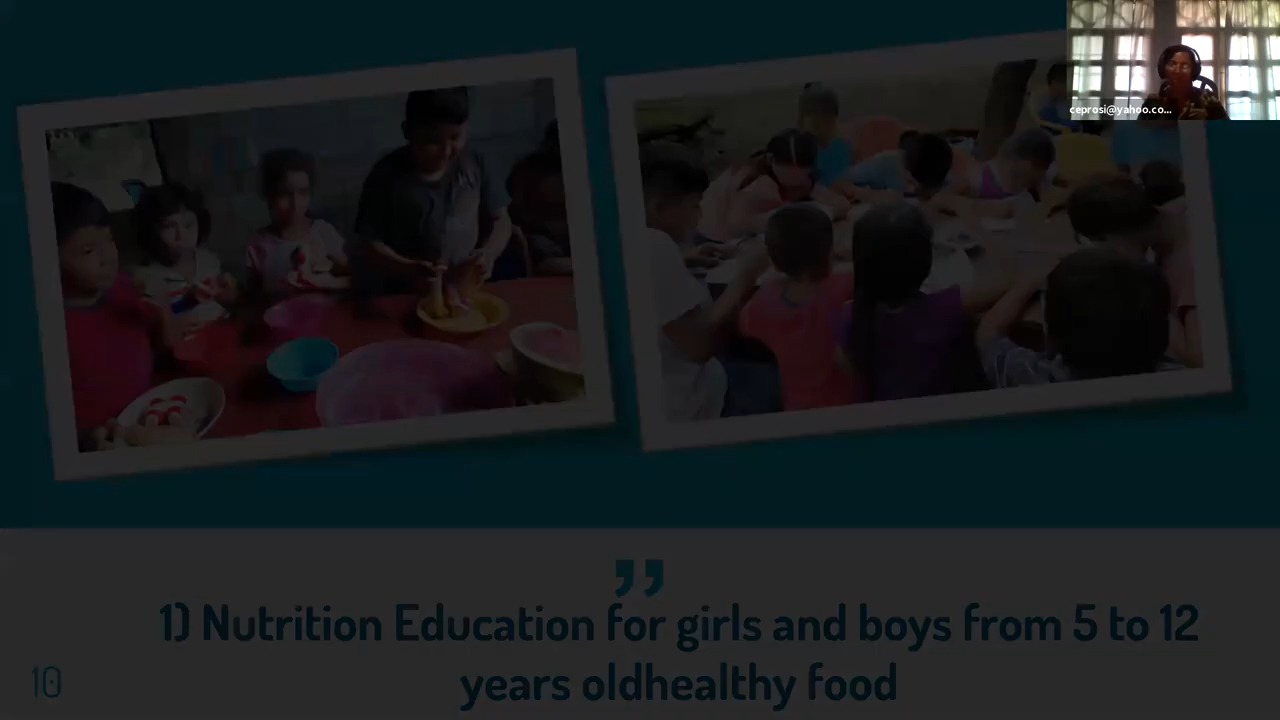 ceprosi@yahoo.co...
”
1) Nutrition Education for girls and boys from 5 to 12
years oldhealthy food
10